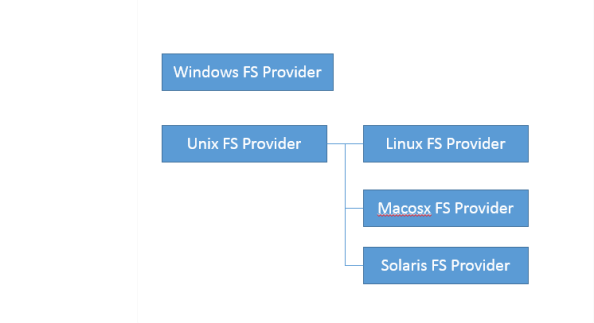 Windows FS Provider
Unix FS Provider
Linux FS Provider
Macosx FS Provider
Solaris FS Provider